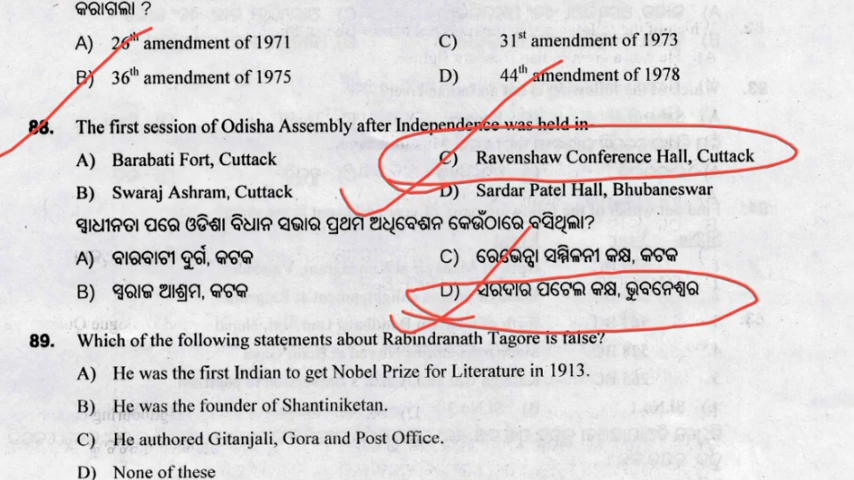 କରାଗଲା ?
A) 26th amendment of 1971 C) 31st amendment of 1973
B) 36th amendment of 1975 D) 44th amendment of 1978
88. The first session of Odisha Assembly after Independence was held in
A) Barabati Fort, Cuttack C) Ravenshaw Conference Hall, Cuttack
B) Swaraj Ashram, Cuttack D) Sardar Patel Hall, Bhubaneswar
ସ୍ୱାଧୀନତା ପରେ ଓଡିଶା ବିଧାନ ସଭାର ପ୍ରଥମ ଅଧିବେଶନ କେଉଁଠାରେ ବସିଥିଲା?
A) ବାରବାଟୀ ଦୁର୍ଗ, କଟକ C) ରେଭେନ୍ସା ସମ୍ମିଳନୀ କକ୍ଷ, କଟକ
B) ସ୍ୱରାଜ ଆଶ୍ରମ, କଟକ D) ସରଦାର ପଟେଲ କକ୍ଷ, ଭୁବନେଶ୍ୱର
89. Which of the following statements about Rabindranath Tagore is false?
A) He was the first Indian to get Nobel Prize for Literature in 1913.
B) He was the founder of Shantiniketan.
C) He authored Gitanjali, Gora and Post Office.
D) None of these